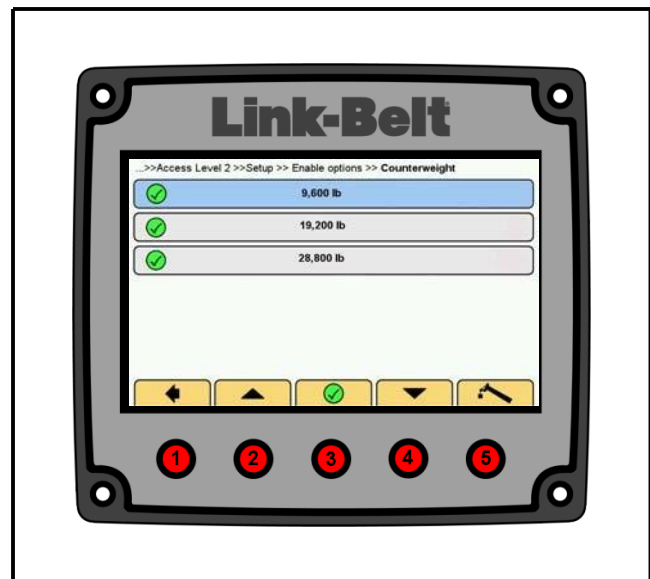 Link-Belt
...>>Access Level 2 >>Setup >> Enable options >> Counterweight
9,600 lb
19,200 lb
28,800 lb
1 2 3 4 5